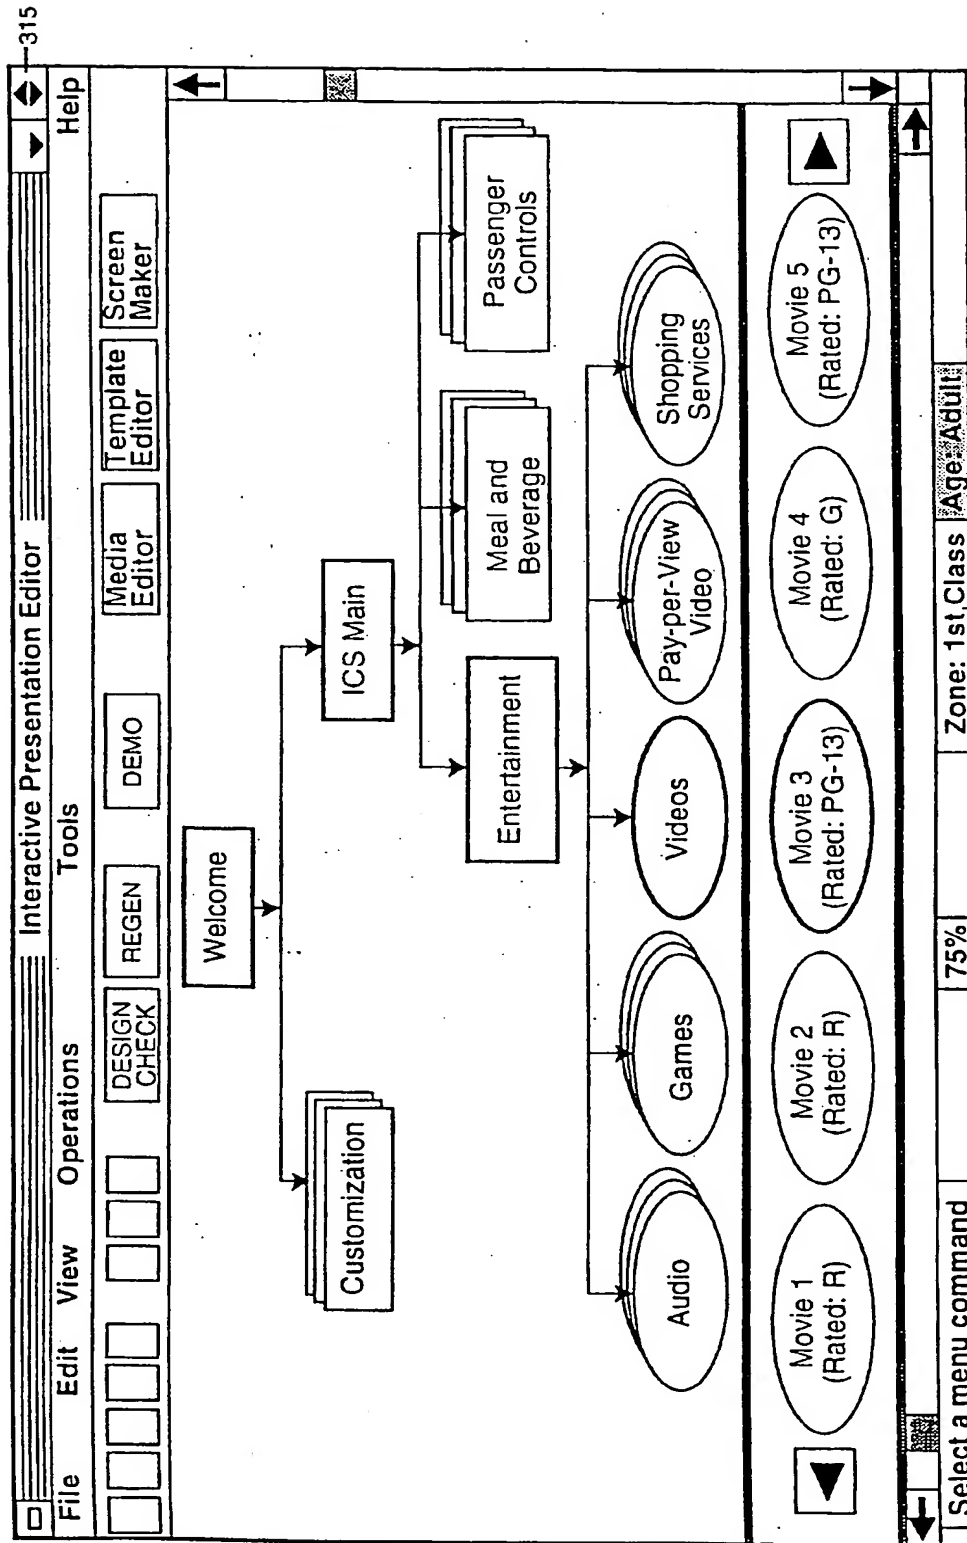 315
Interactive Presentation Editor
File Edit View Operations Tools Help
DESIGN
CHECK
REGEN
DEMO
Media
Editor
Template
Editor
Screen
Maker
Welcome
Customization
ICS Main
Entertainment
Meal and
Beverage
Passenger
Controls
Audio
Games
Videos
Pay-per-View
Video
Shopping
Services
Movie 1
(Rated: R)
Movie 2
(Rated: R)
Movie 3
(Rated: PG-13)
Movie 4
(Rated: G)
Movie 5
(Rated: PG-13)
Select a menu command 75% Zone: 1st Class Age: Adult